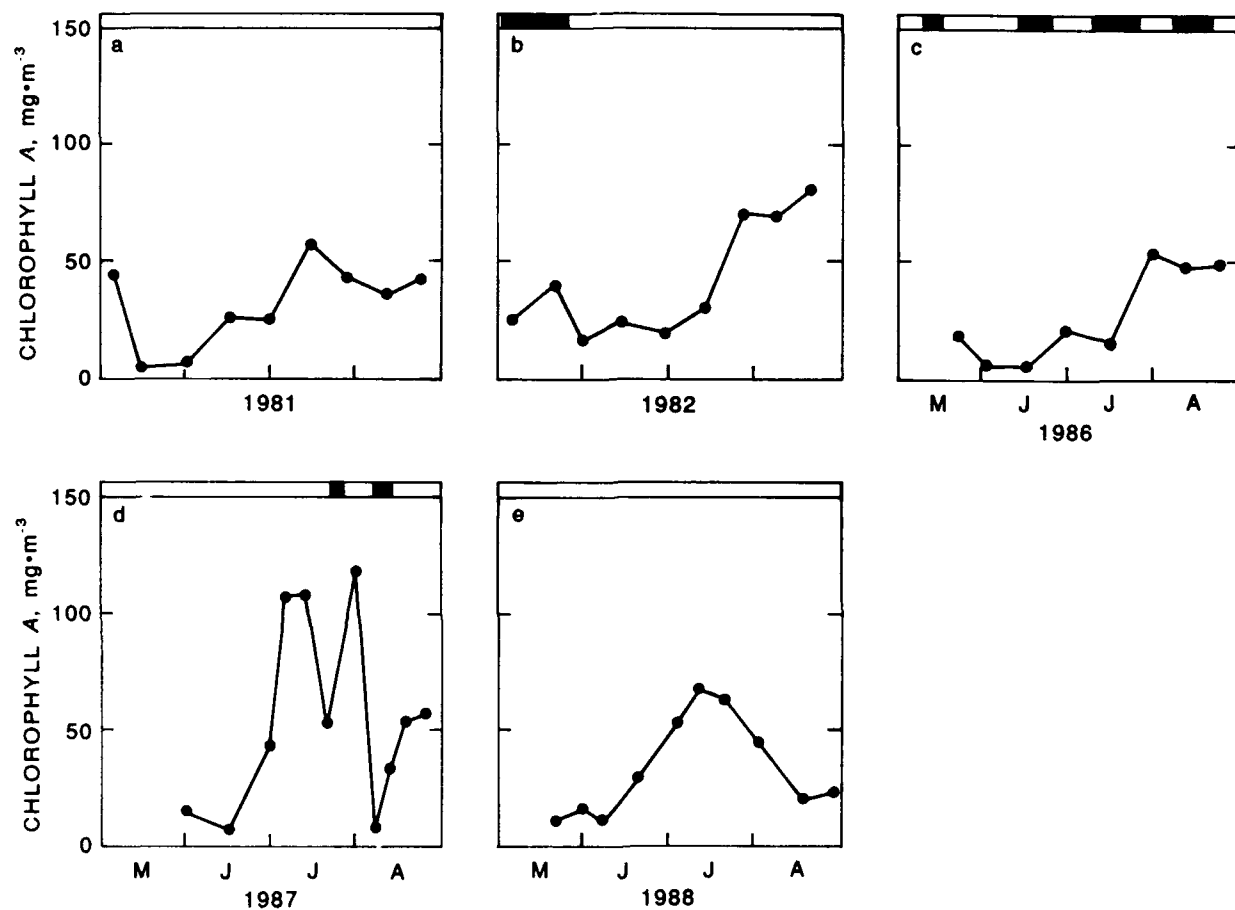 CHLOROPHYLL A, mg·m⁻³
150
100
50
0
a
1981
b
1982
c
M J J A
1986
CHLOROPHYLL A, mg·m⁻³
150
100
50
0
d
M J J A
1987
e
M J J A
1988